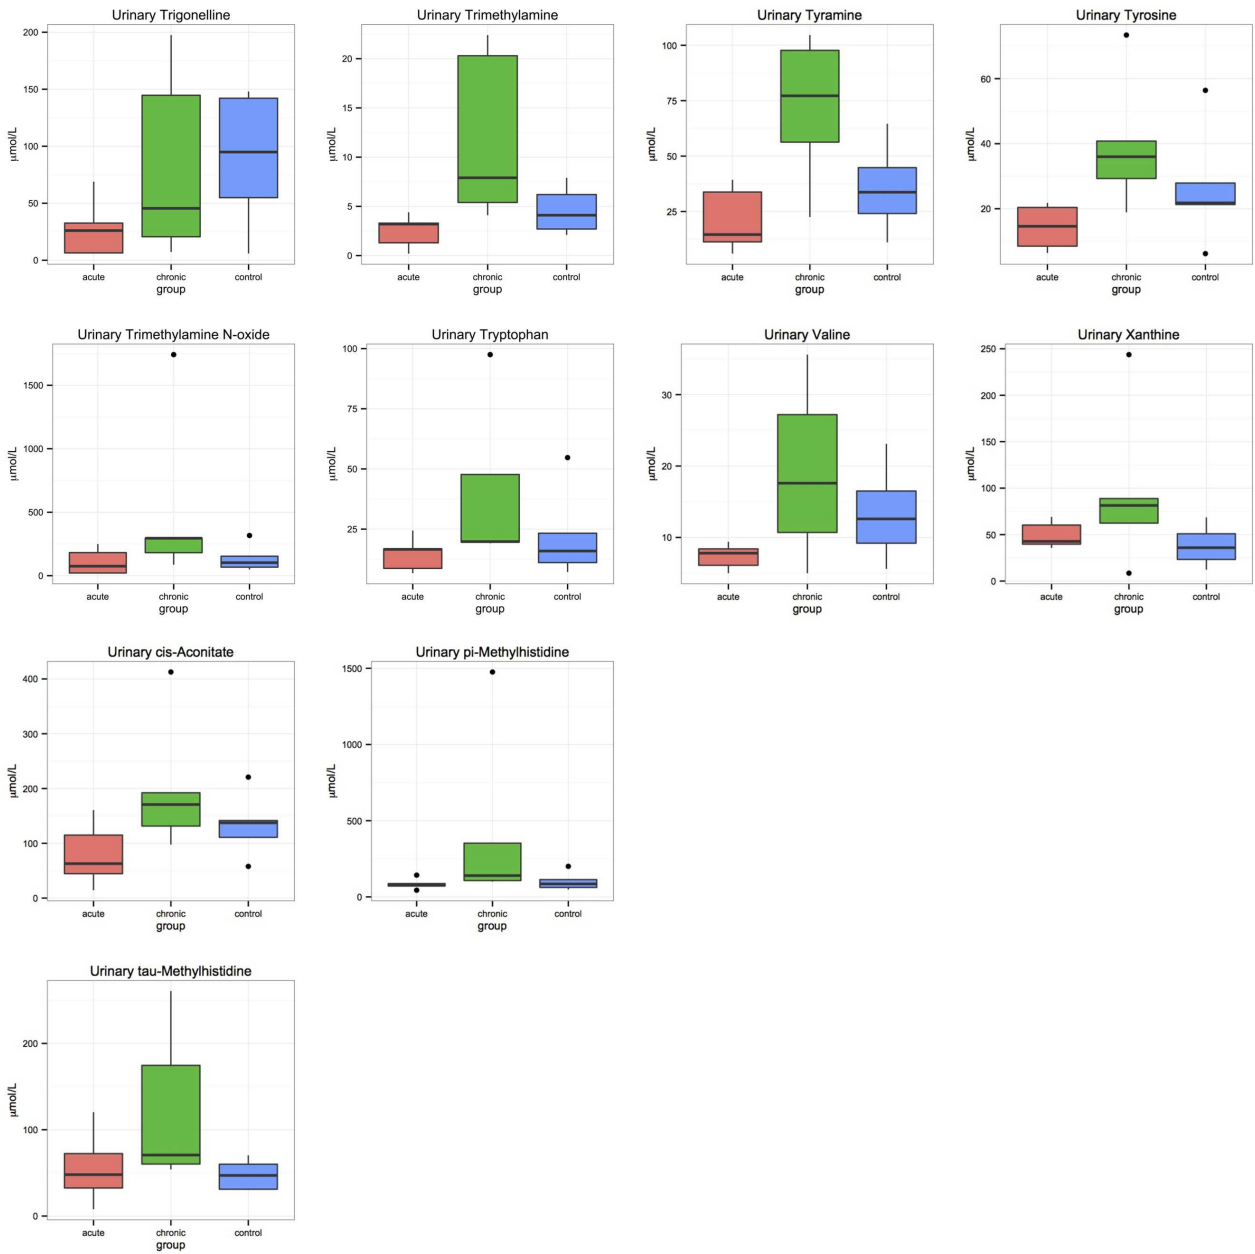 Urinary Trigonelline
200
150
100
50
0
μmol/L
acute chronic control
group
Urinary Trimethylamine
20
15
10
5
0
μmol/L
acute chronic control
group
Urinary Tyramine
100
75
50
25
μmol/L
acute chronic control
group
Urinary Tyrosine
60
40
20
μmol/L
acute chronic control
group
Urinary Trimethylamine N-oxide
1500
1000
500
0
μmol/L
acute chronic control
group
Urinary Tryptophan
100
75
50
25
μmol/L
acute chronic control
group
Urinary Valine
30
20
10
μmol/L
acute chronic control
group
Urinary Xanthine
250
200
150
100
50
0
μmol/L
acute chronic control
group
Urinary cis-Aconitate
400
300
200
100
0
μmol/L
acute chronic control
group
Urinary pi-Methylhistidine
1500
1000
500
0
μmol/L
acute chronic control
group
Urinary tau-Methylhistidine
200
100
0
μmol/L
acute chronic control
group